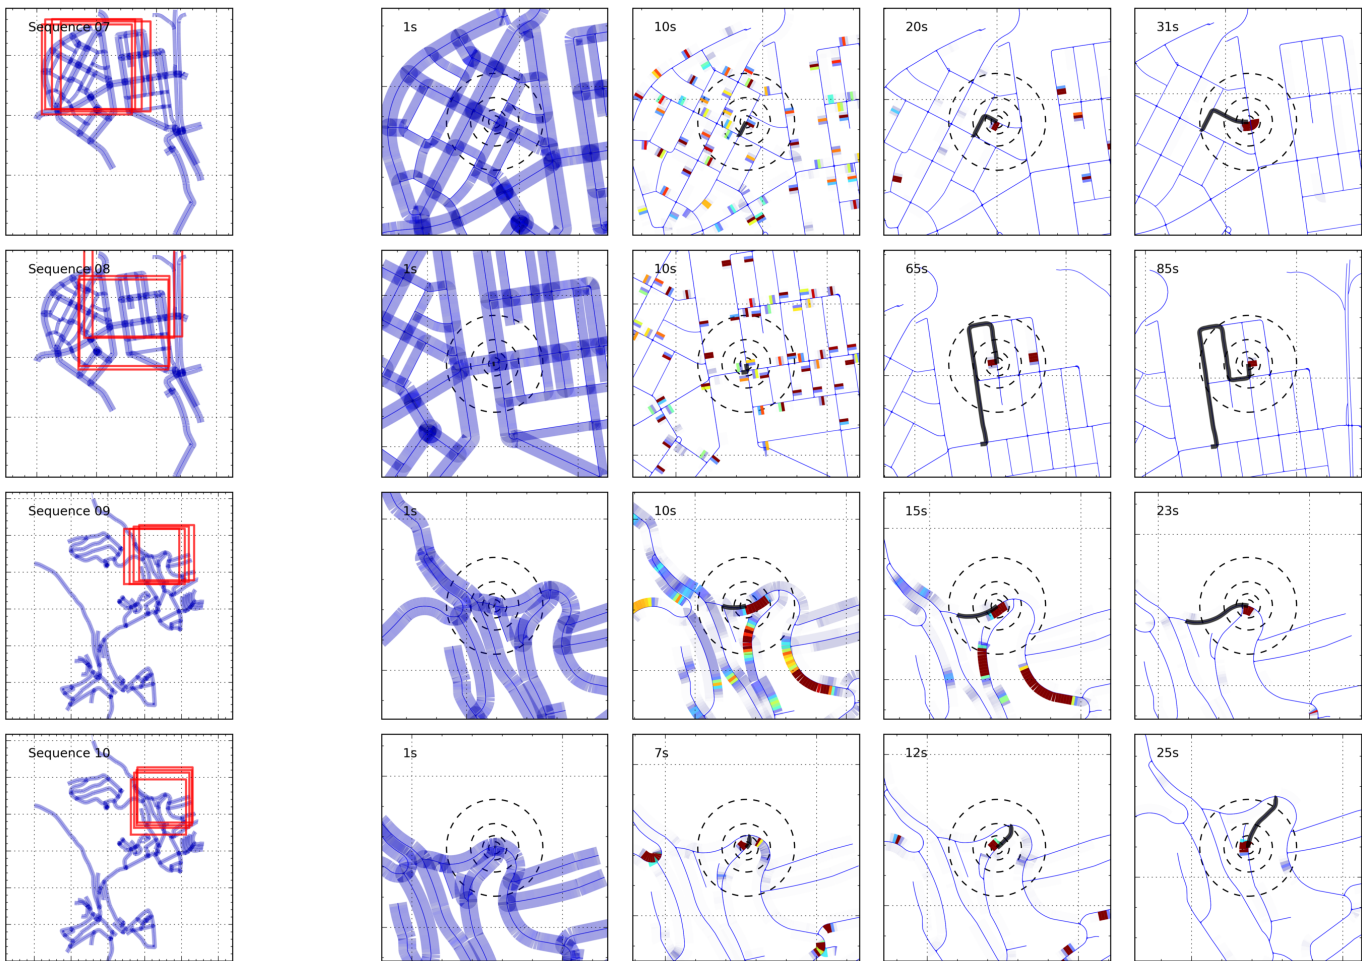 Sequence 07
1s
10s
20s
31s
Sequence 08
1s
10s
65s
85s
Sequence 09
1s
10s
15s
23s
Sequence 10
1s
7s
12s
25s